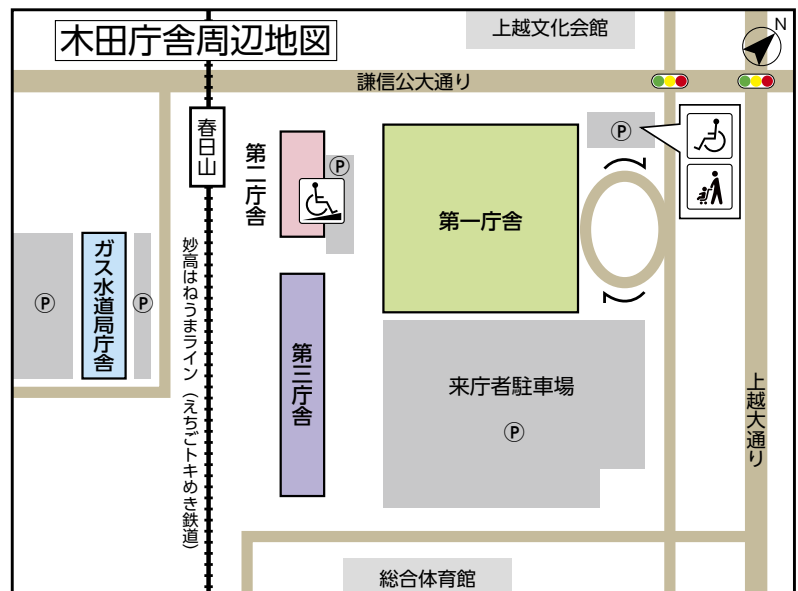 木田庁舎周辺地図
上越文化会館
N
謙信公大通り
春日山
第二庁舎
P
P
第一庁舎
ガス水道局庁舎
P
P
妙高はねうまライン（えちごトキめき鉄道）
第三庁舎
来庁者駐車場
P
上越大通り
総合体育館